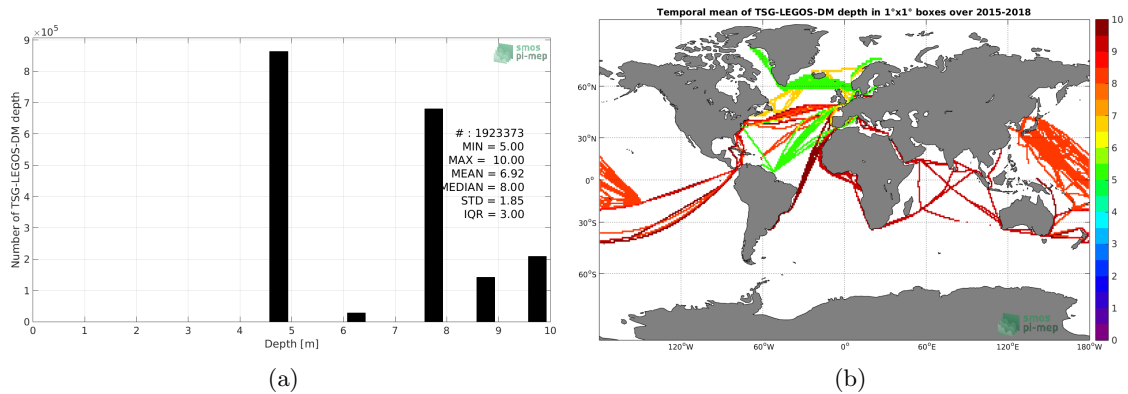 ×10^5
9
8
7
6
5
4
3
2
1
0
Number of TSG-LEGOS-DM depth
smos
pi-mep
# : 1923373
MIN = 5.00
MAX = 10.00
MEAN = 6.92
MEDIAN = 8.00
STD = 1.85
IQR = 3.00
0 1 2 3 4 5 6 7 8 9 10
Depth [m]
(a)
Temporal mean of TSG-LEGOS-DM depth in 1°x1° boxes over 2015-2018
60°N
30°N
0°
30°S
60°S
120°W 60°W 0° 60°E 120°E 180°W
smos
pi-mep
10
9
8
7
6
5
4
3
2
1
0
(b)